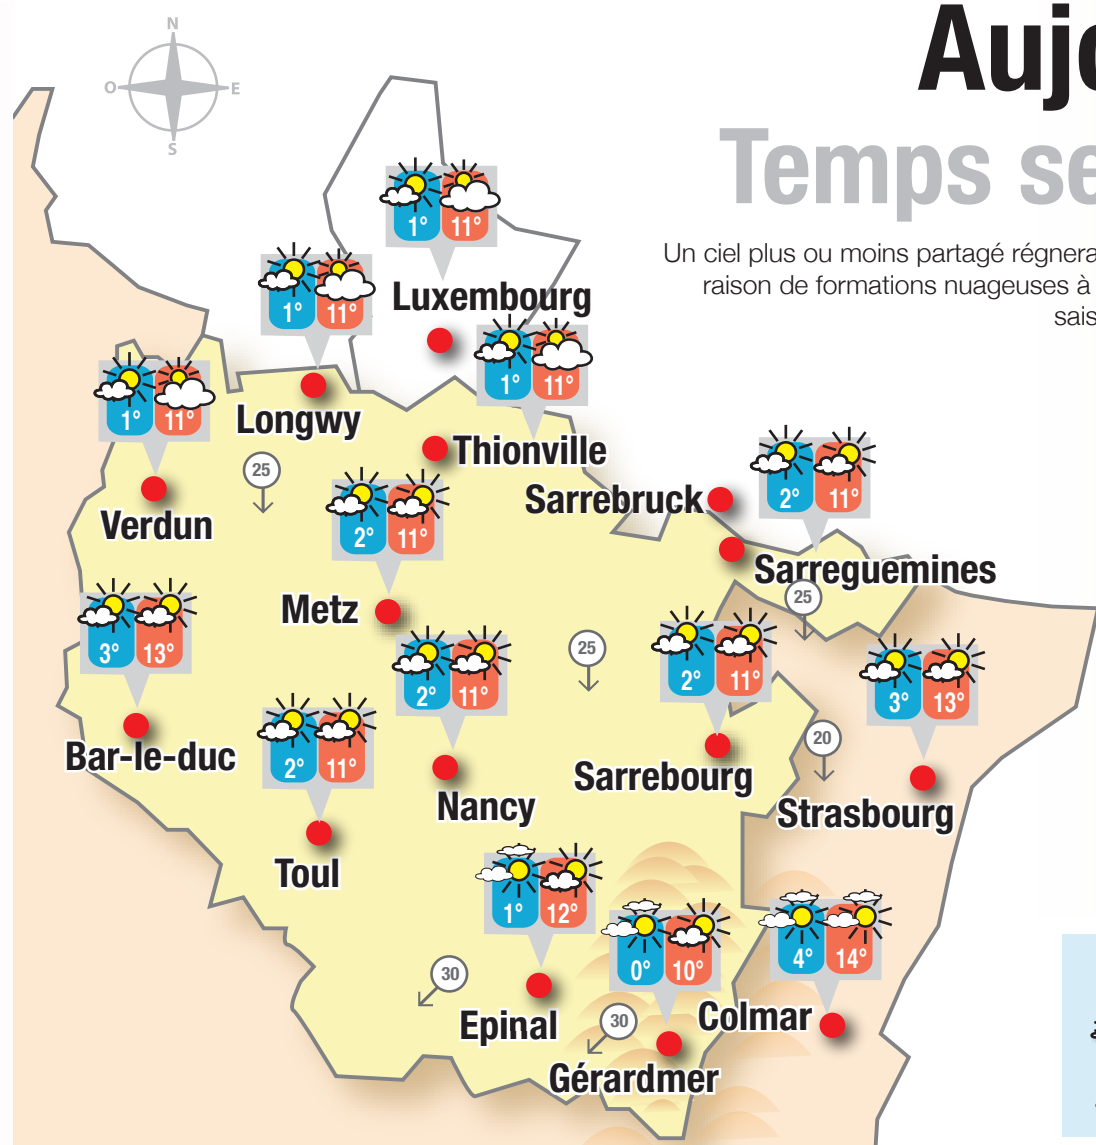 N
O E
S
Aujo
Temps se
Un ciel plus ou moins partagé régnera
raison de formations nuageuses à
sais
1° 11°
Luxembourg
1° 11°
Longwy
1° 11°
Thionville
1° 11°
Verdun
25
2° 11°
Metz
Sarrebruck
2° 11°
Sarreguemines
25
3° 13°
Bar-le-duc
2° 11°
Nancy
25
2° 11°
Sarrebourg
3° 13°
Strasbourg
20
2° 11°
Toul
1° 12°
Epinal
30
0° 10°
Gérardmer
30
4° 14°
Colmar